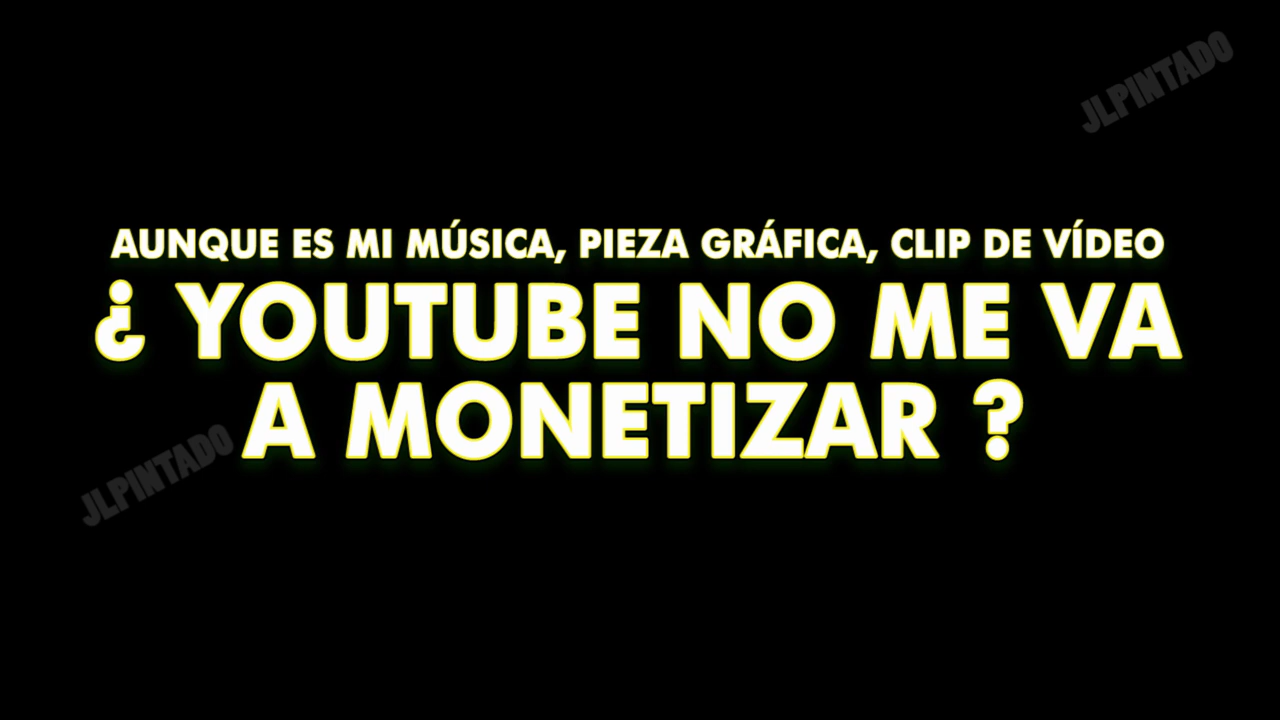 JLPINTADO
AUNQUE ES MI MÚSICA, PIEZA GRÁFICA, CLIP DE VÍDEO
¿ YOUTUBE NO ME VA
A MONETIZAR ?
JLPINTADO